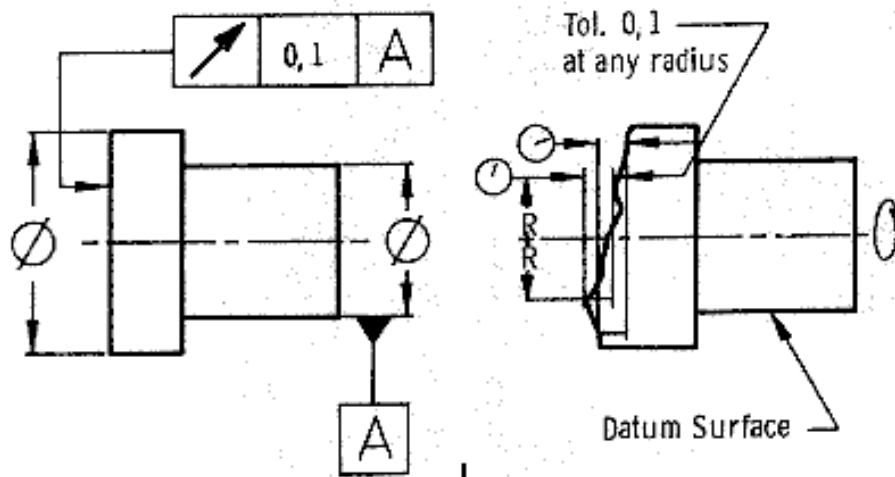 0,1 A
Tol. 0,1
at any radius
Ø
Ø
R
R
A
Datum Surface